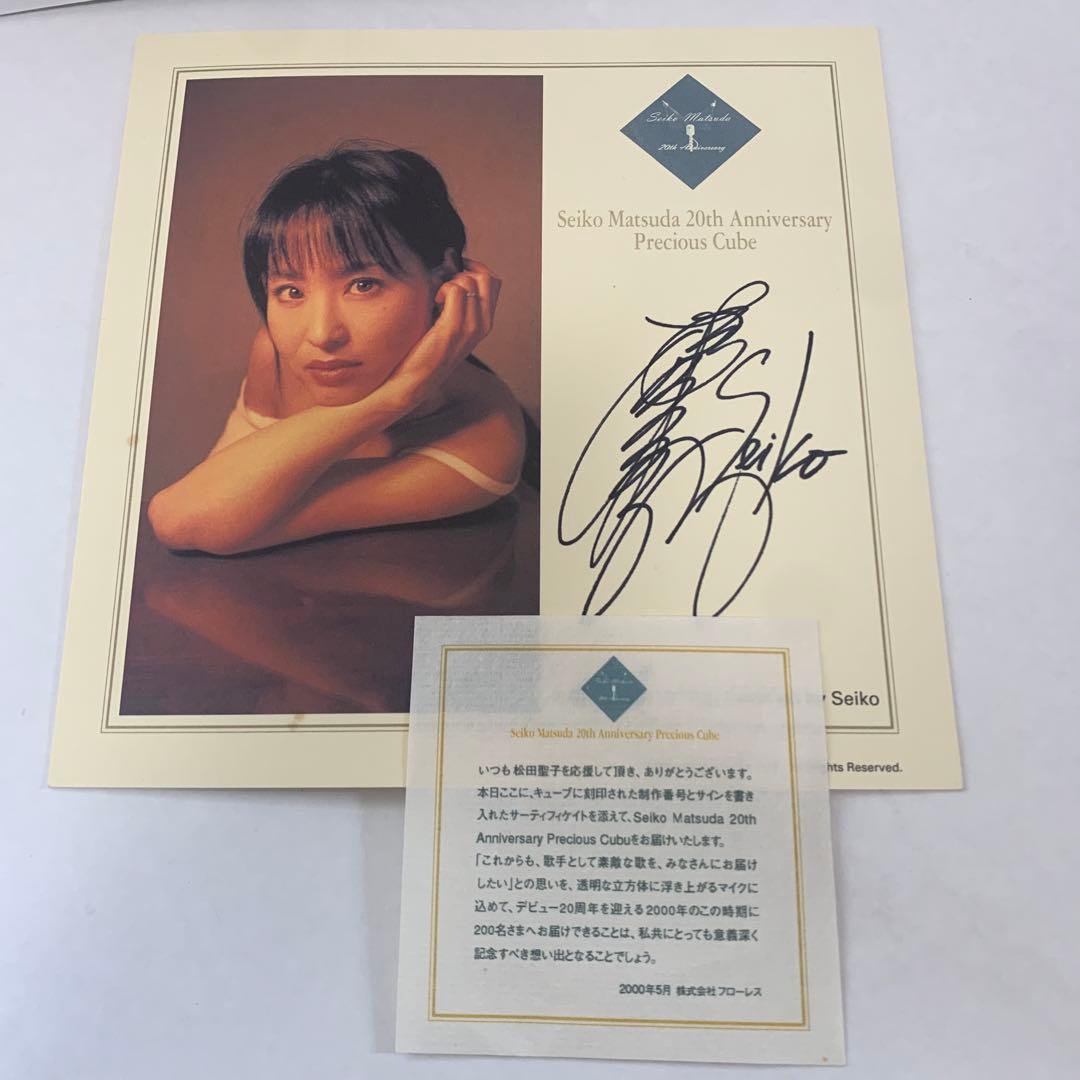 Seiko Matsuda
20th Anniversary
Seiko Matsuda 20th Anniversary
Precious Cube
Seiko
y Seiko
hts Reserved.
Seiko Matsuda 20th Anniversary Precious Cube
いつも松田聖子を応援して頂き、ありがとうございます。
本日ここに、キューブに刻印された制作番号とサインを書き
入れたサーティフィケイトを添えて、Seiko Matsuda 20th
Anniversary Precious Cubuをお届けいたします。
「これからも、歌手として素敵な歌を、みなさんにお届け
したい」との思いを、透明な立方体に浮き上がるマイクに
込めて、デビュー20周年を迎える2000年のこの時期に
200名さまへお届けできることは、私共にとっても意義深く
記念すべき想い出となることでしょう。
2000年5月 株式会社フローレス